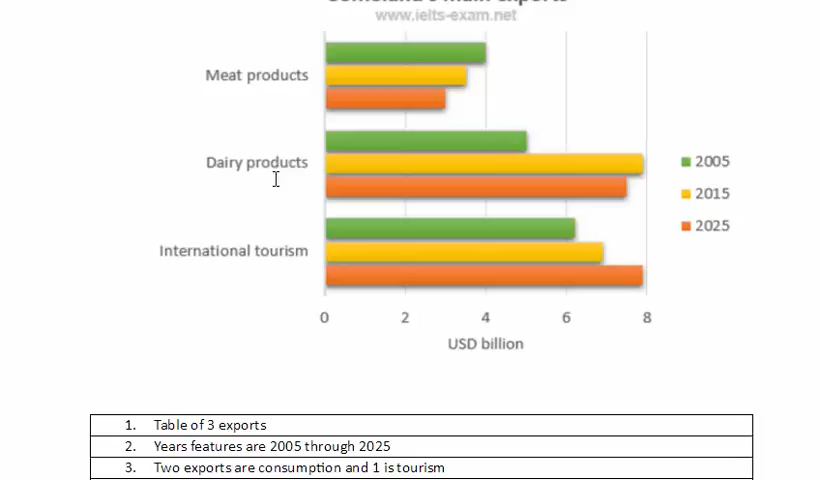 www.ielts-exam.net
Meat products
Dairy products
International tourism
2005
2015
2025
0 2 4 6 8
USD billion
1. Table of 3 exports
2. Years features are 2005 through 2025
3. Two exports are consumption and 1 is tourism